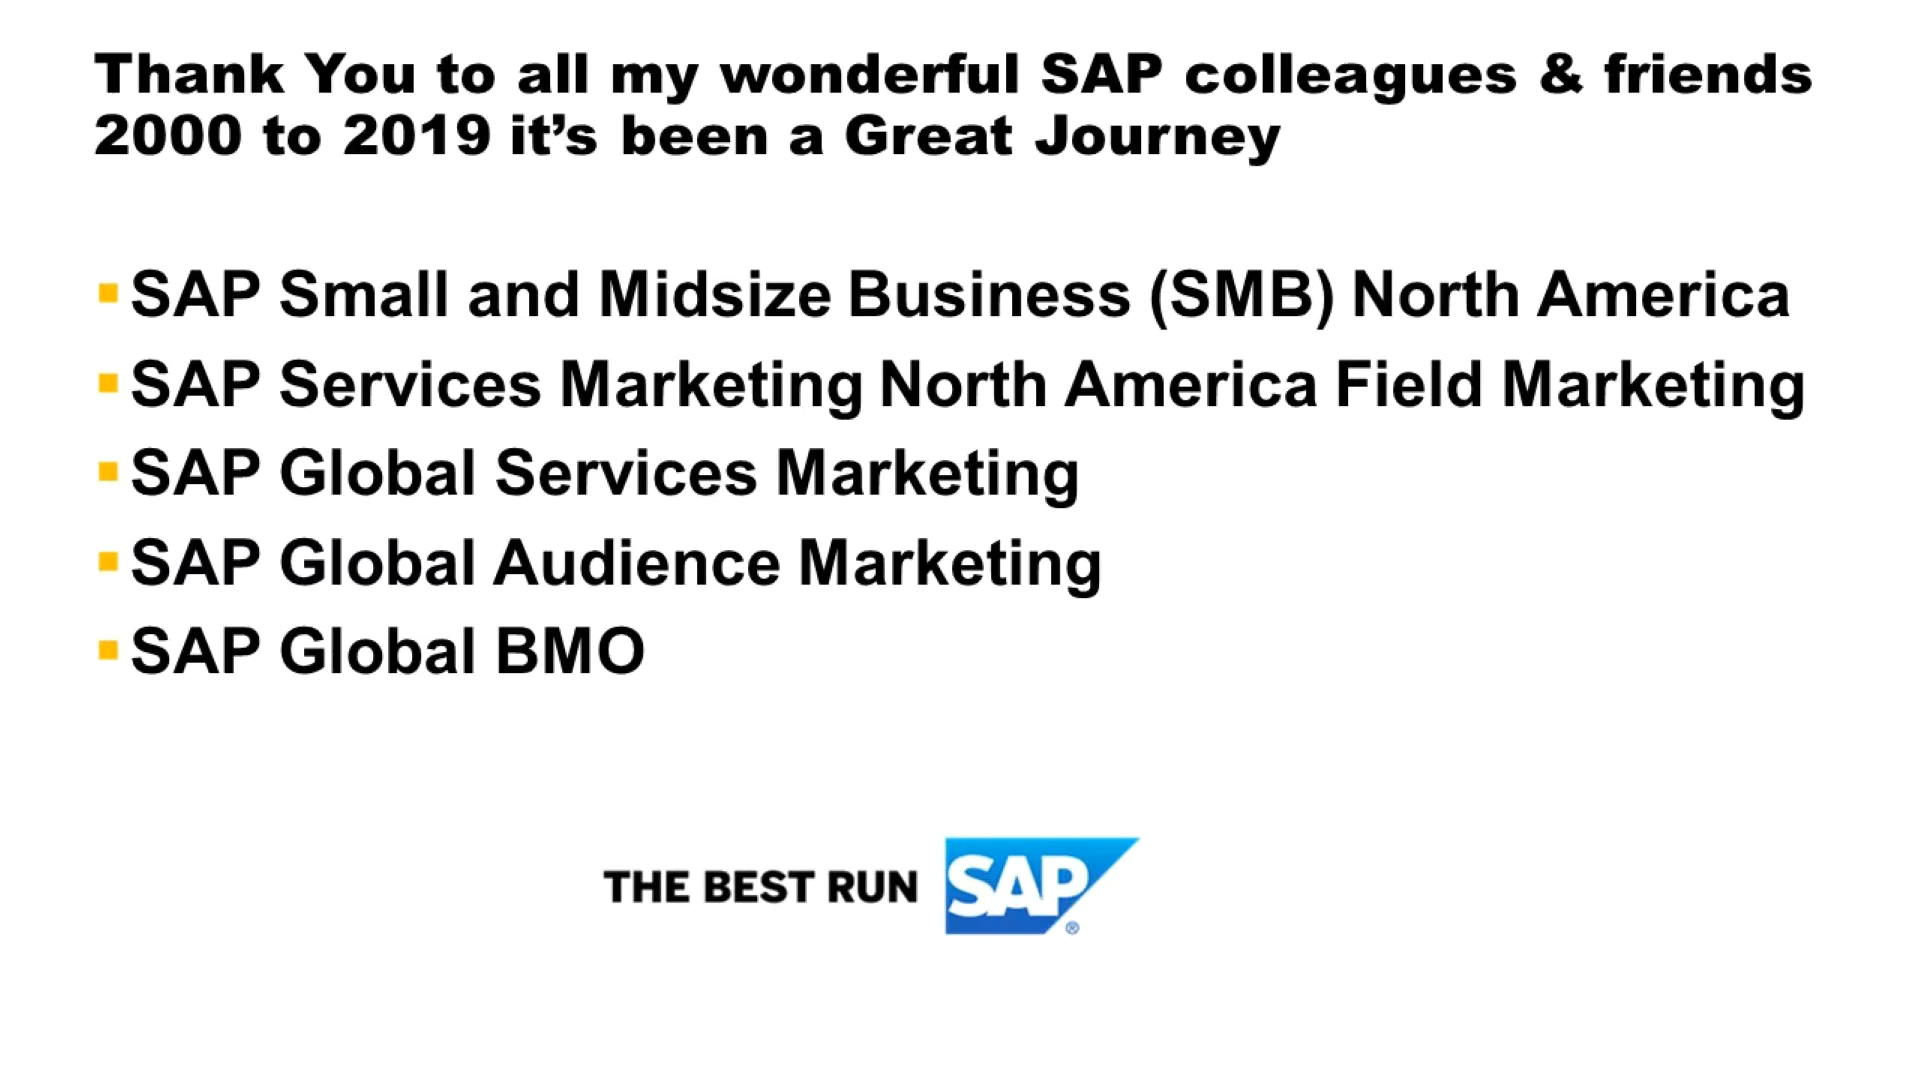 Thank You to all my wonderful SAP colleagues & friends
2000 to 2019 it’s been a Great Journey
▪ SAP Small and Midsize Business (SMB) North America
▪ SAP Services Marketing North America Field Marketing
▪ SAP Global Services Marketing
▪ SAP Global Audience Marketing
▪ SAP Global BMO
THE BEST RUN SAP®